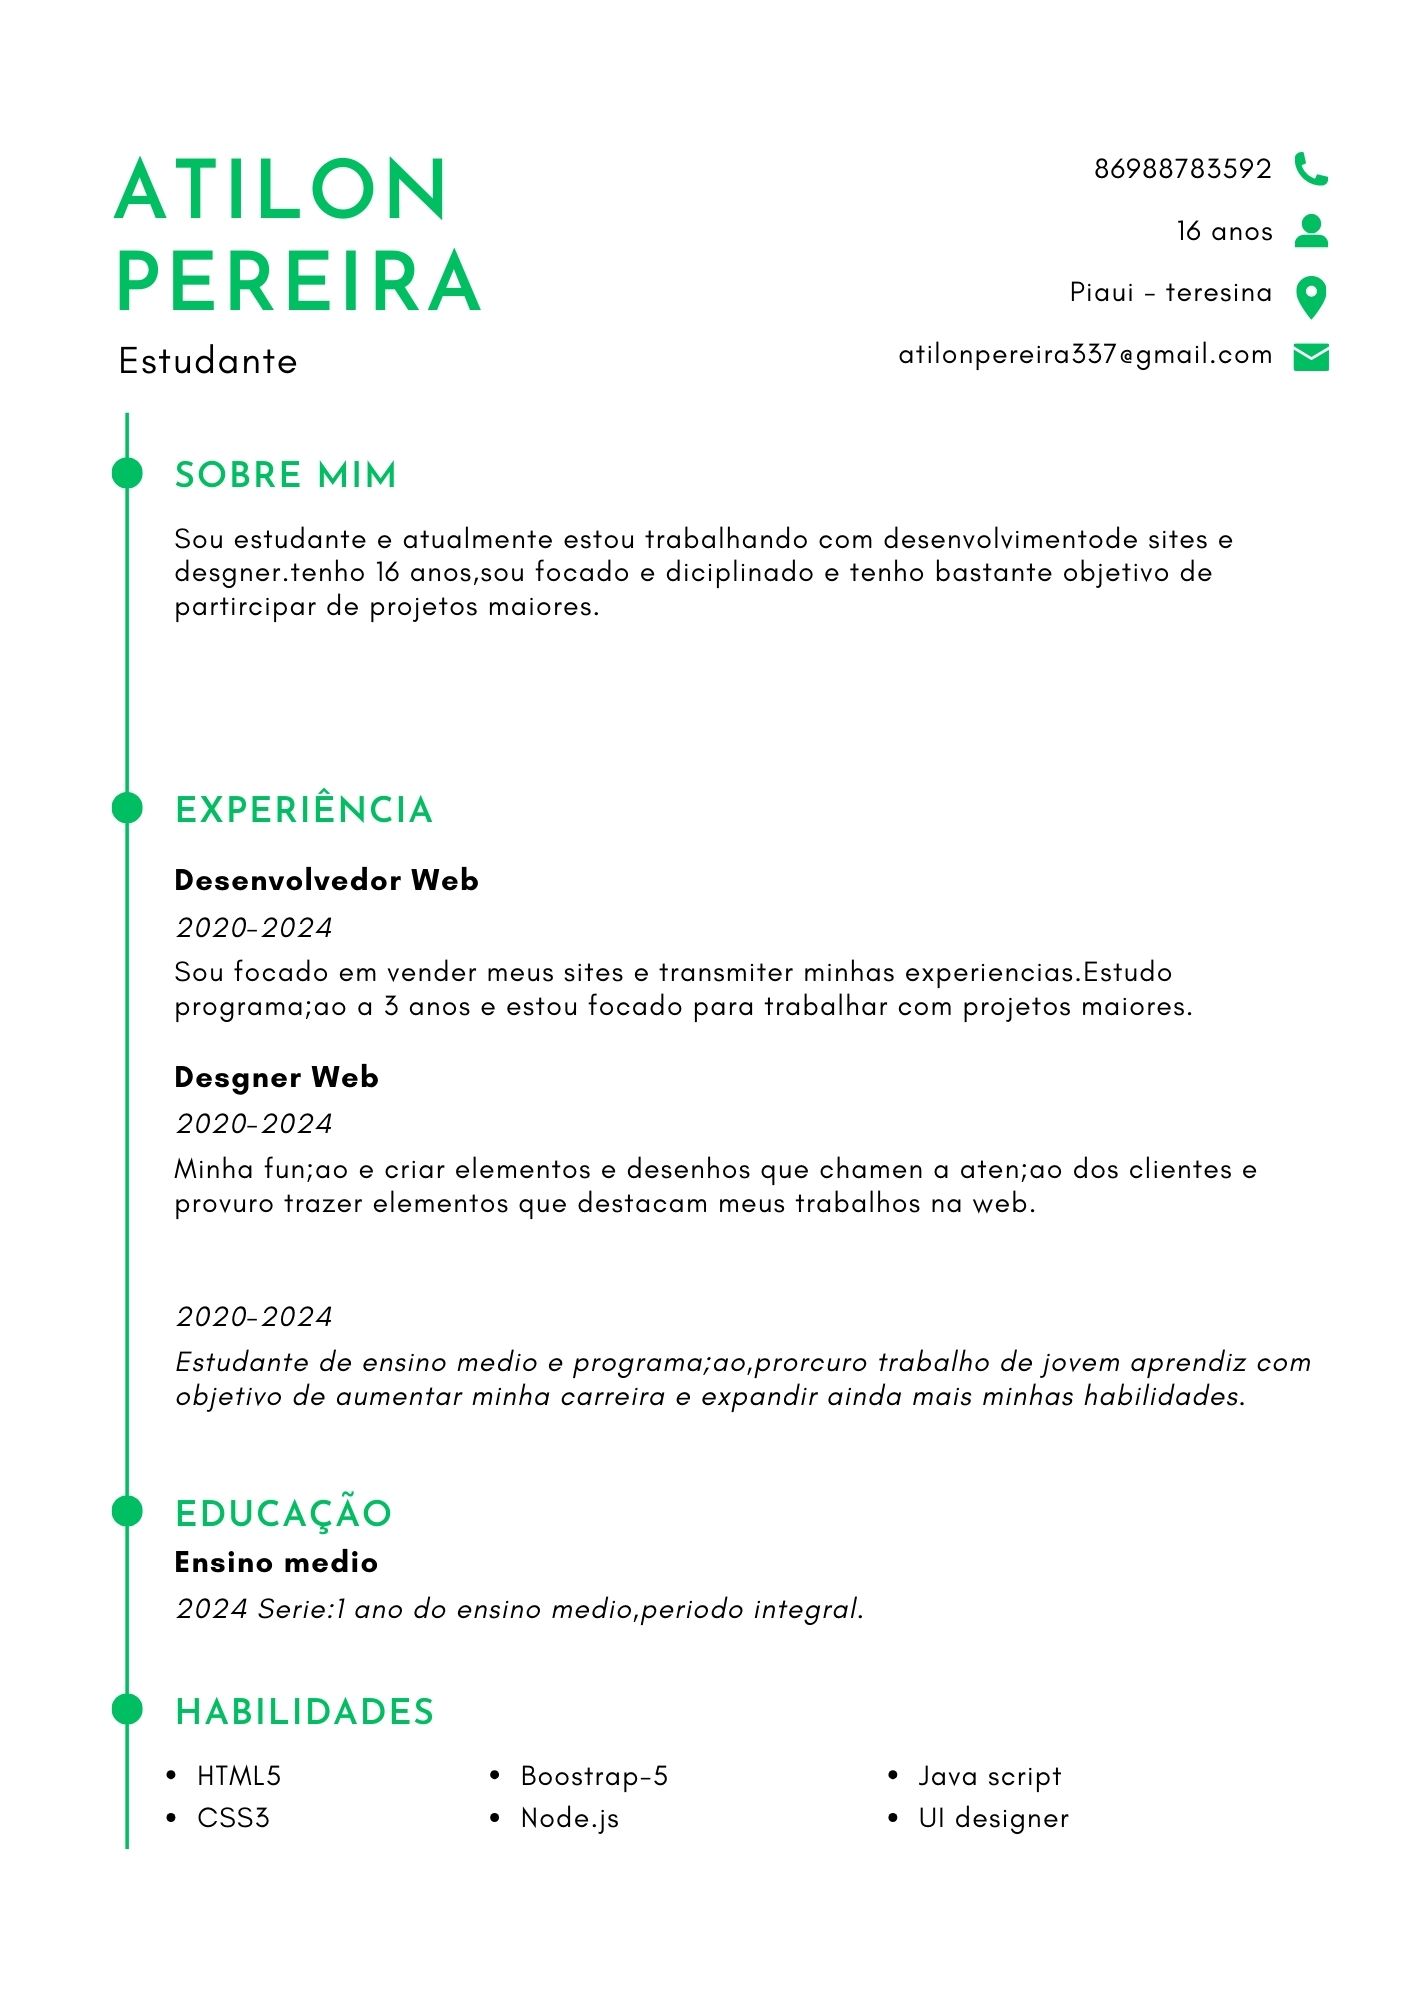 ATILON
PEREIRA
Estudante
86988783592
16 anos
Piaui - teresina
atilonpereira337@gmail.com
SOBRE MIM
Sou estudante e atualmente estou trabalhando com desenvolvimentode sites e
desgner.tenho 16 anos,sou focado e diciplinado e tenho bastante objetivo de
partircipar de projetos maiores.
EXPERIÊNCIA
Desenvolvedor Web
2020-2024
Sou focado em vender meus sites e transmiter minhas experiencias.Estudo
programa;ao a 3 anos e estou focado para trabalhar com projetos maiores.
Desgner Web
2020-2024
Minha fun;ao e criar elementos e desenhos que chamen a aten;ao dos clientes e
provuro trazer elementos que destacam meus trabalhos na web.
2020-2024
Estudante de ensino medio e programa;ao,prorcuro trabalho de jovem aprendiz com
objetivo de aumentar minha carreira e expandir ainda mais minhas habilidades.
EDUCAÇÃO
Ensino medio
2024 Serie:1 ano do ensino medio,periodo integral.
HABILIDADES
• HTML5
• CSS3
• Boostrap-5
• Node.js
• Java script
• UI designer